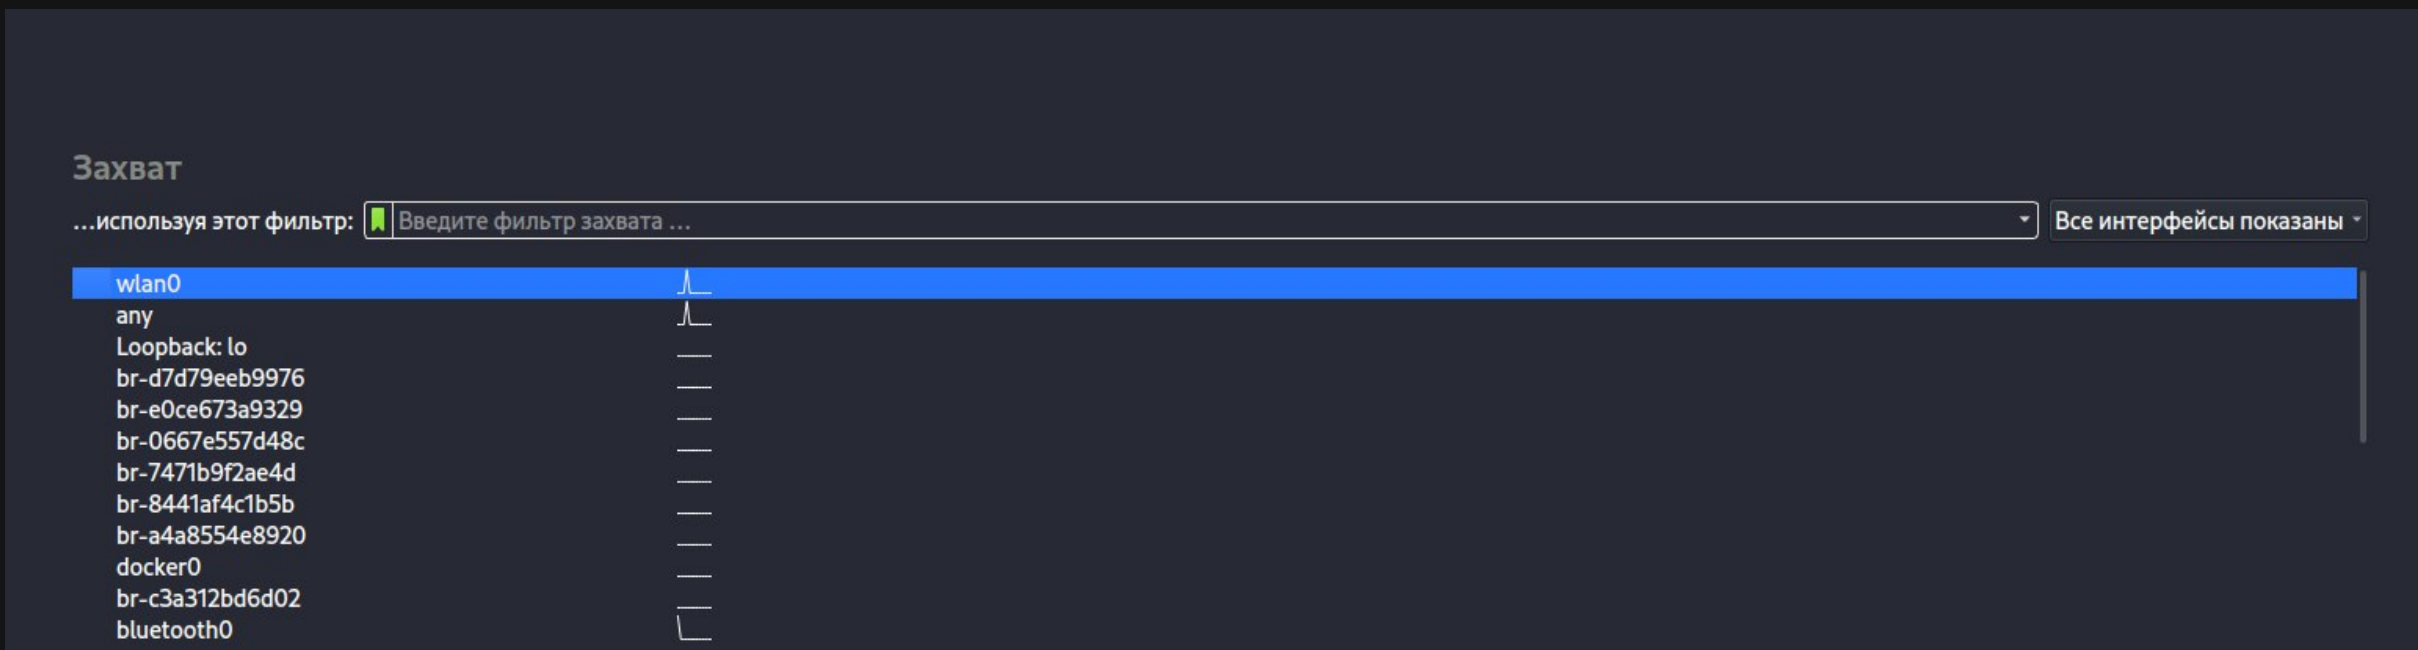 Захват
...используя этот фильтр: Введите фильтр захвата ... Все интерфейсы показаны
wlan0
any
Loopback: lo
br-d7d79eeb9976
br-e0ce673a9329
br-0667e557d48c
br-7471b9f2ae4d
br-8441af4c1b5b
br-a4a8554e8920
docker0
br-c3a312bd6d02
bluetooth0